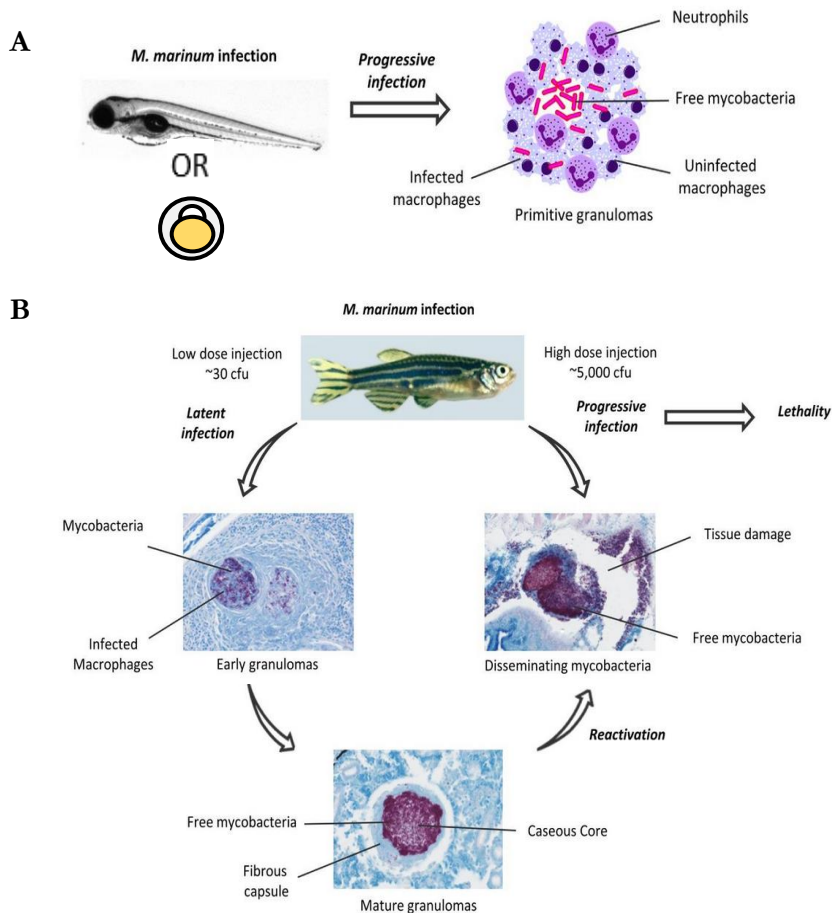 A
M. marinum infection
Progressive
infection
OR
Neutrophils
Free mycobacteria
Infected
macrophages
Uninfected
macrophages
Primitive granulomas
B
M. marinum infection
Low dose injection
~30 cfu
High dose injection
~5,000 cfu
Latent
infection
Progressive
infection
Lethality
Mycobacteria
Infected
Macrophages
Early granulomas
Tissue damage
Free mycobacteria
Disseminating mycobacteria
Reactivation
Free mycobacteria
Fibrous
capsule
Caseous Core
Mature granulomas